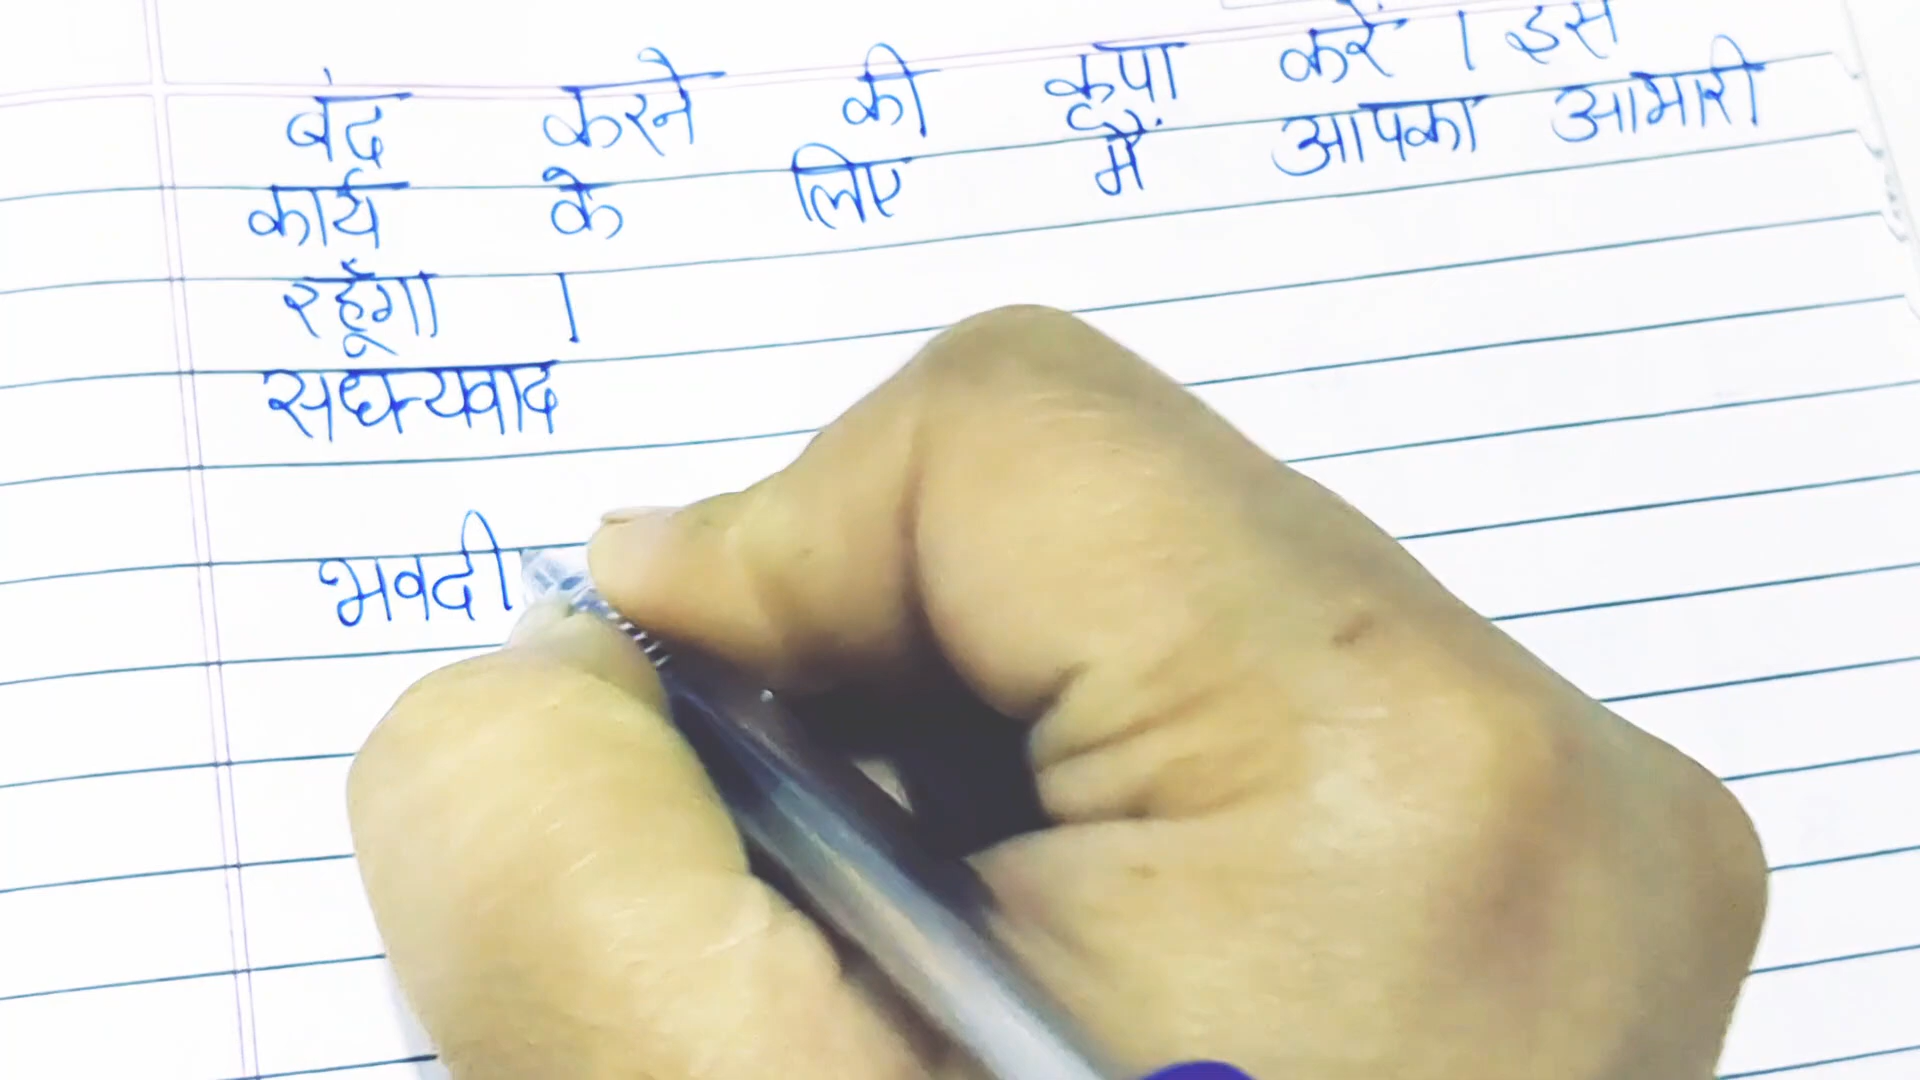 बंद करने की कृपा करें । इस
कार्य के लिए मैं आपका आभारी
रहूँगा ।
सधन्यवाद
भवदी